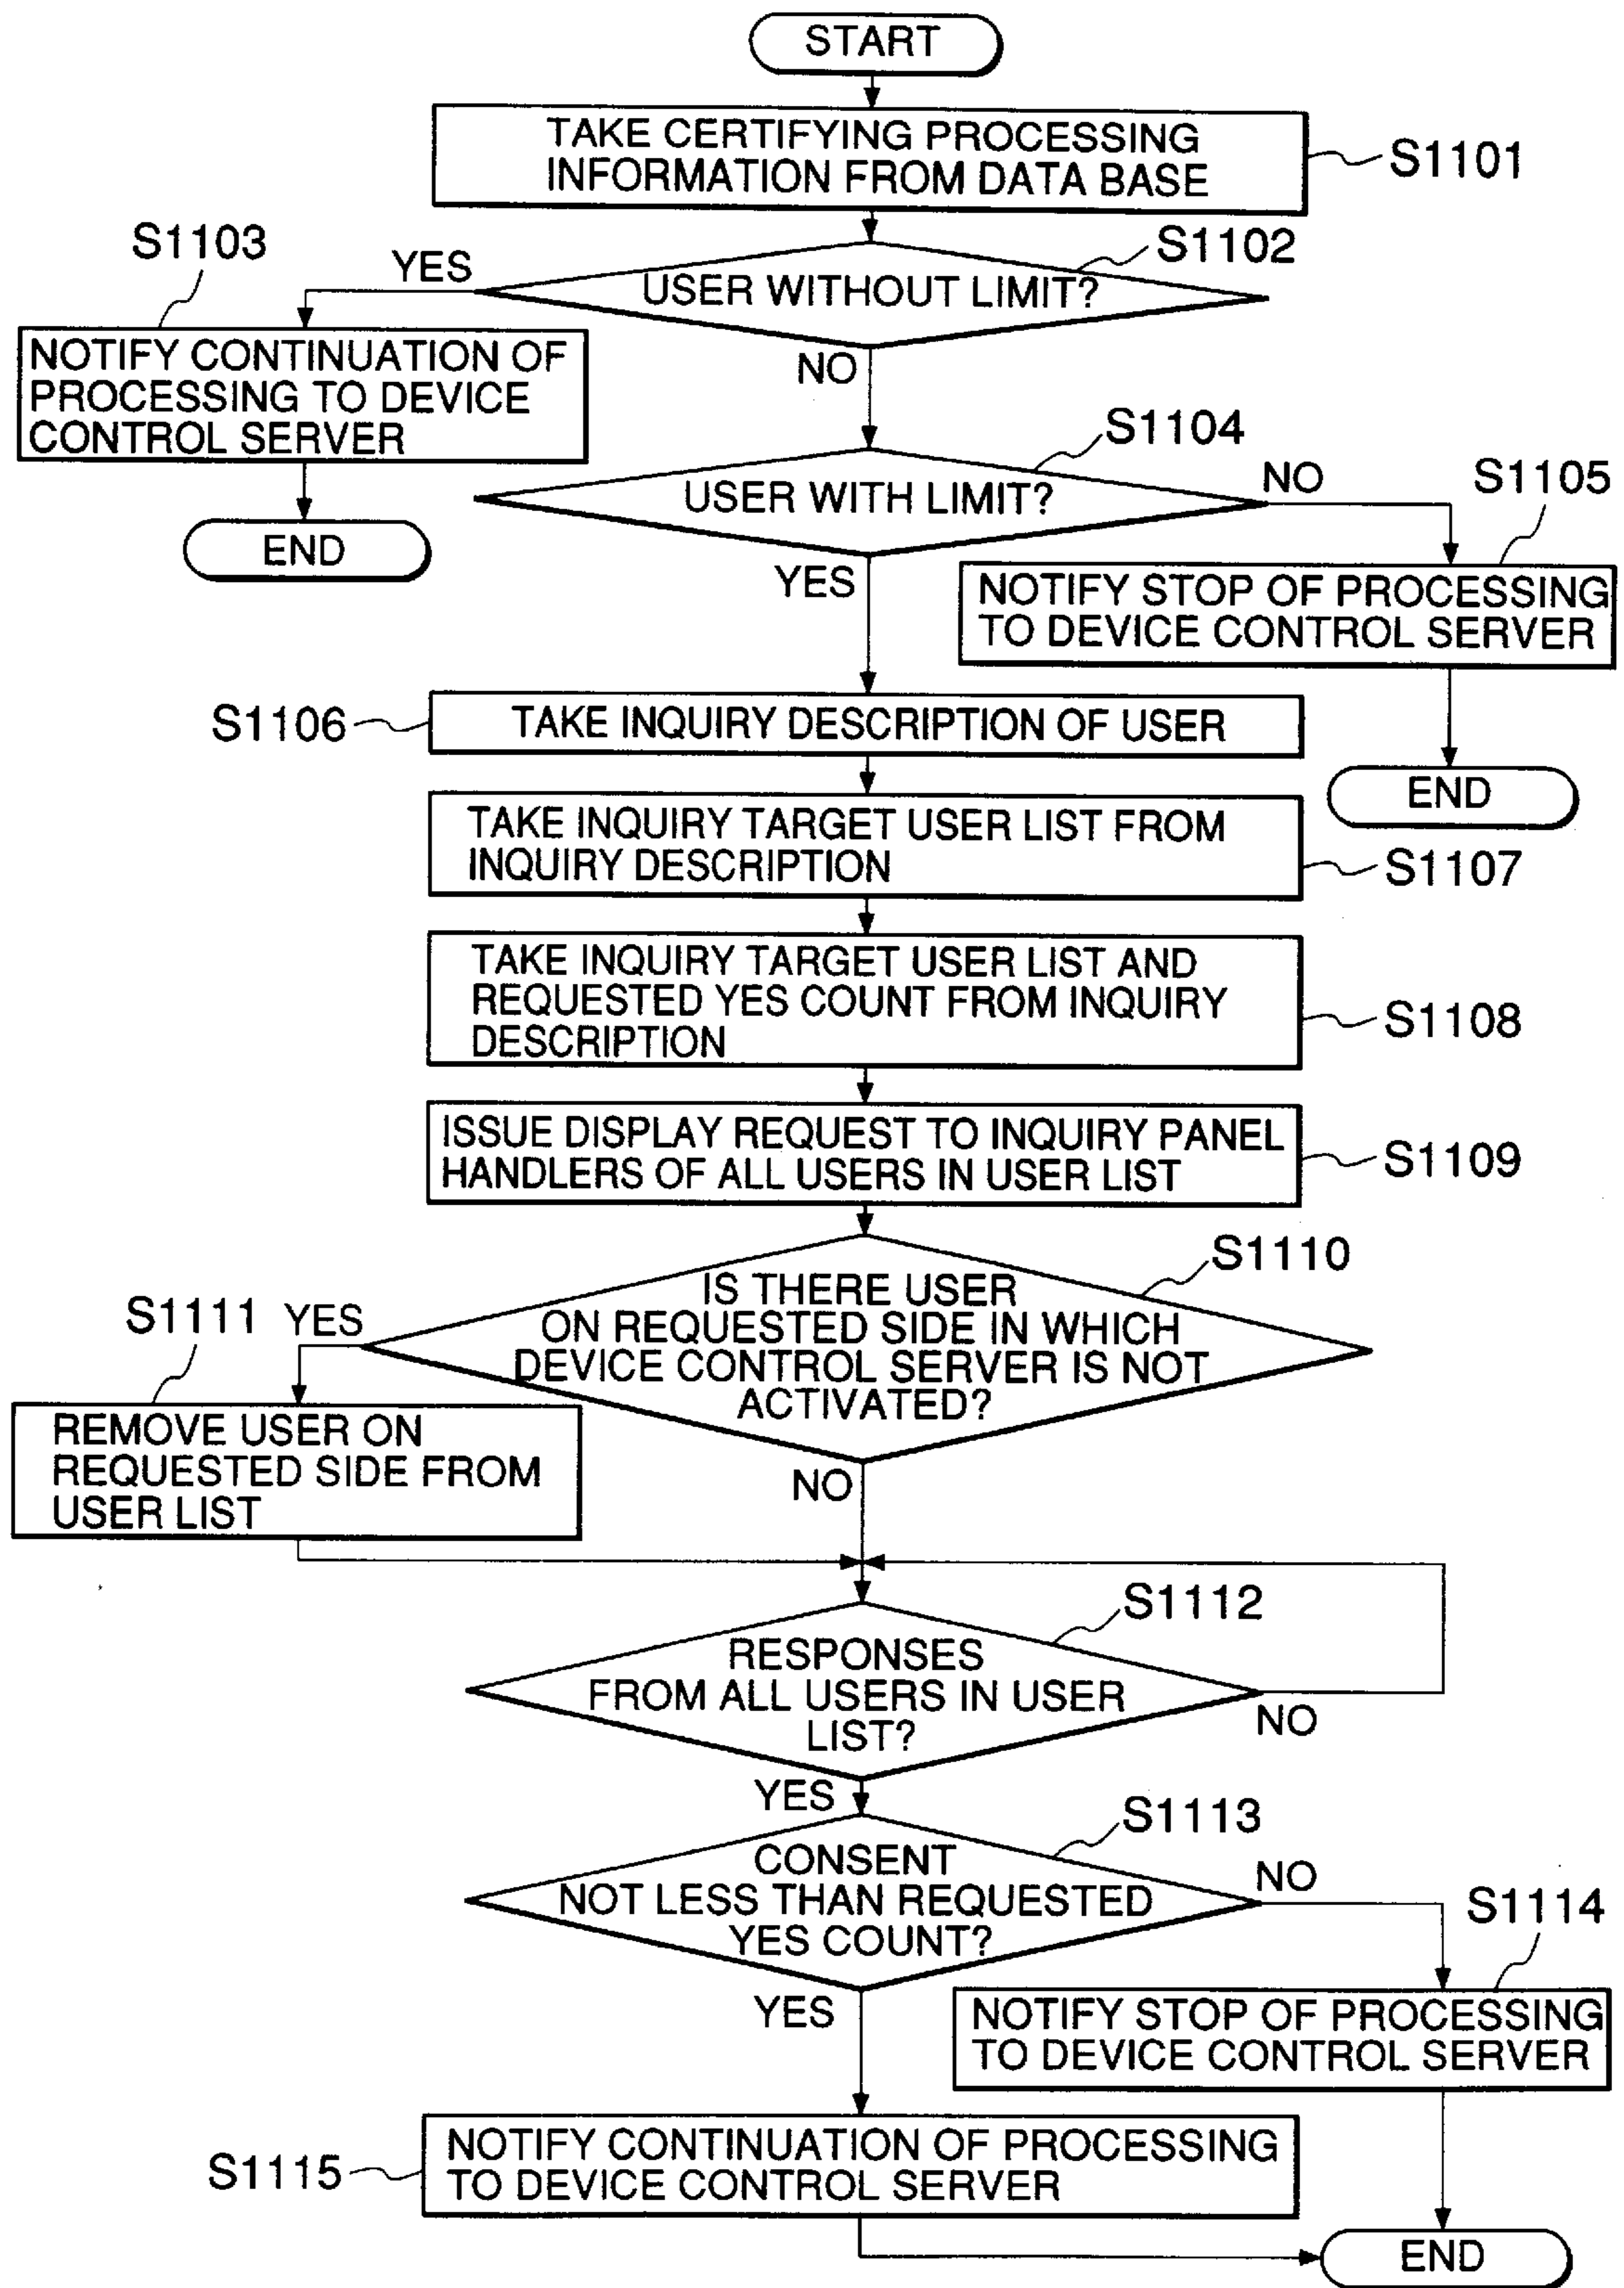 START
TAKE CERTIFYING PROCESSING
INFORMATION FROM DATA BASE
S1101
S1103
YES
S1102
USER WITHOUT LIMIT?
NOTIFY CONTINUATION OF
PROCESSING TO DEVICE
CONTROL SERVER
NO
END
S1104
USER WITH LIMIT?
NO
S1105
YES
NOTIFY STOP OF PROCESSING
TO DEVICE CONTROL SERVER
END
S1106
TAKE INQUIRY DESCRIPTION OF USER
TAKE INQUIRY TARGET USER LIST FROM
INQUIRY DESCRIPTION
S1107
TAKE INQUIRY TARGET USER LIST AND
REQUESTED YES COUNT FROM INQUIRY
DESCRIPTION
S1108
ISSUE DISPLAY REQUEST TO INQUIRY PANEL
HANDLERS OF ALL USERS IN USER LIST
S1109
S1110
IS THERE USER
ON REQUESTED SIDE IN WHICH
DEVICE CONTROL SERVER IS NOT
ACTIVATED?
S1111
YES
REMOVE USER ON
REQUESTED SIDE FROM
USER LIST
NO
S1112
RESPONSES
FROM ALL USERS IN USER
LIST?
NO
YES
S1113
CONSENT
NOT LESS THAN REQUESTED
YES COUNT?
NO
S1114
YES
NOTIFY STOP OF PROCESSING
TO DEVICE CONTROL SERVER
S1115
NOTIFY CONTINUATION OF PROCESSING
TO DEVICE CONTROL SERVER
END